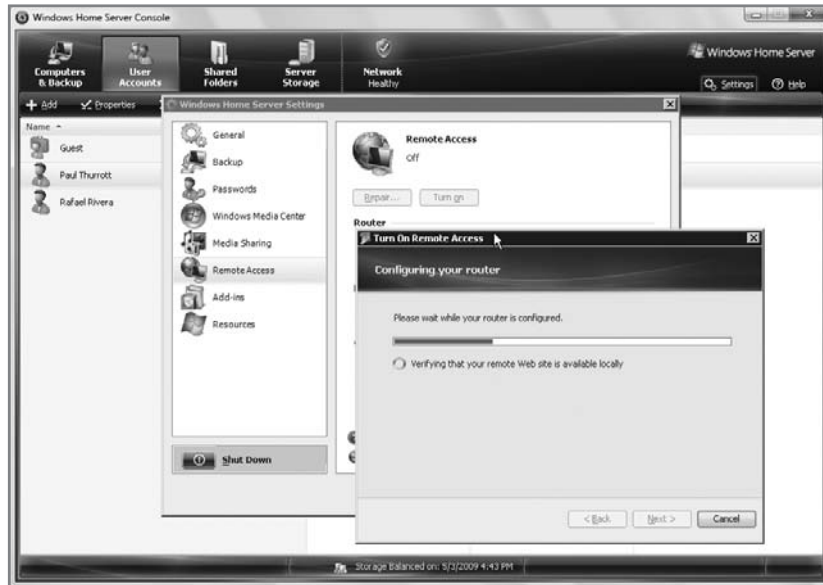 Windows Home Server Console
Computers & Backup
User Accounts
Shared Folders
Server Storage
Network Healthy
Windows Home Server
Settings
Help
Add
Properties
Windows Home Server Settings
Name
Guest
Paul Thurrott
Rafael Rivera
General
Backup
Passwords
Windows Media Center
Media Sharing
Remote Access
Add-ins
Resources
Shut Down
Remote Access
Off
Repair...
Turn on
Router
Turn On Remote Access
Configuring your router
Please wait while your router is configured.
Verifying that your remote Web site is available locally
< Back
Next >
Cancel
Storage Balanced on: 5/3/2009 4:43 PM